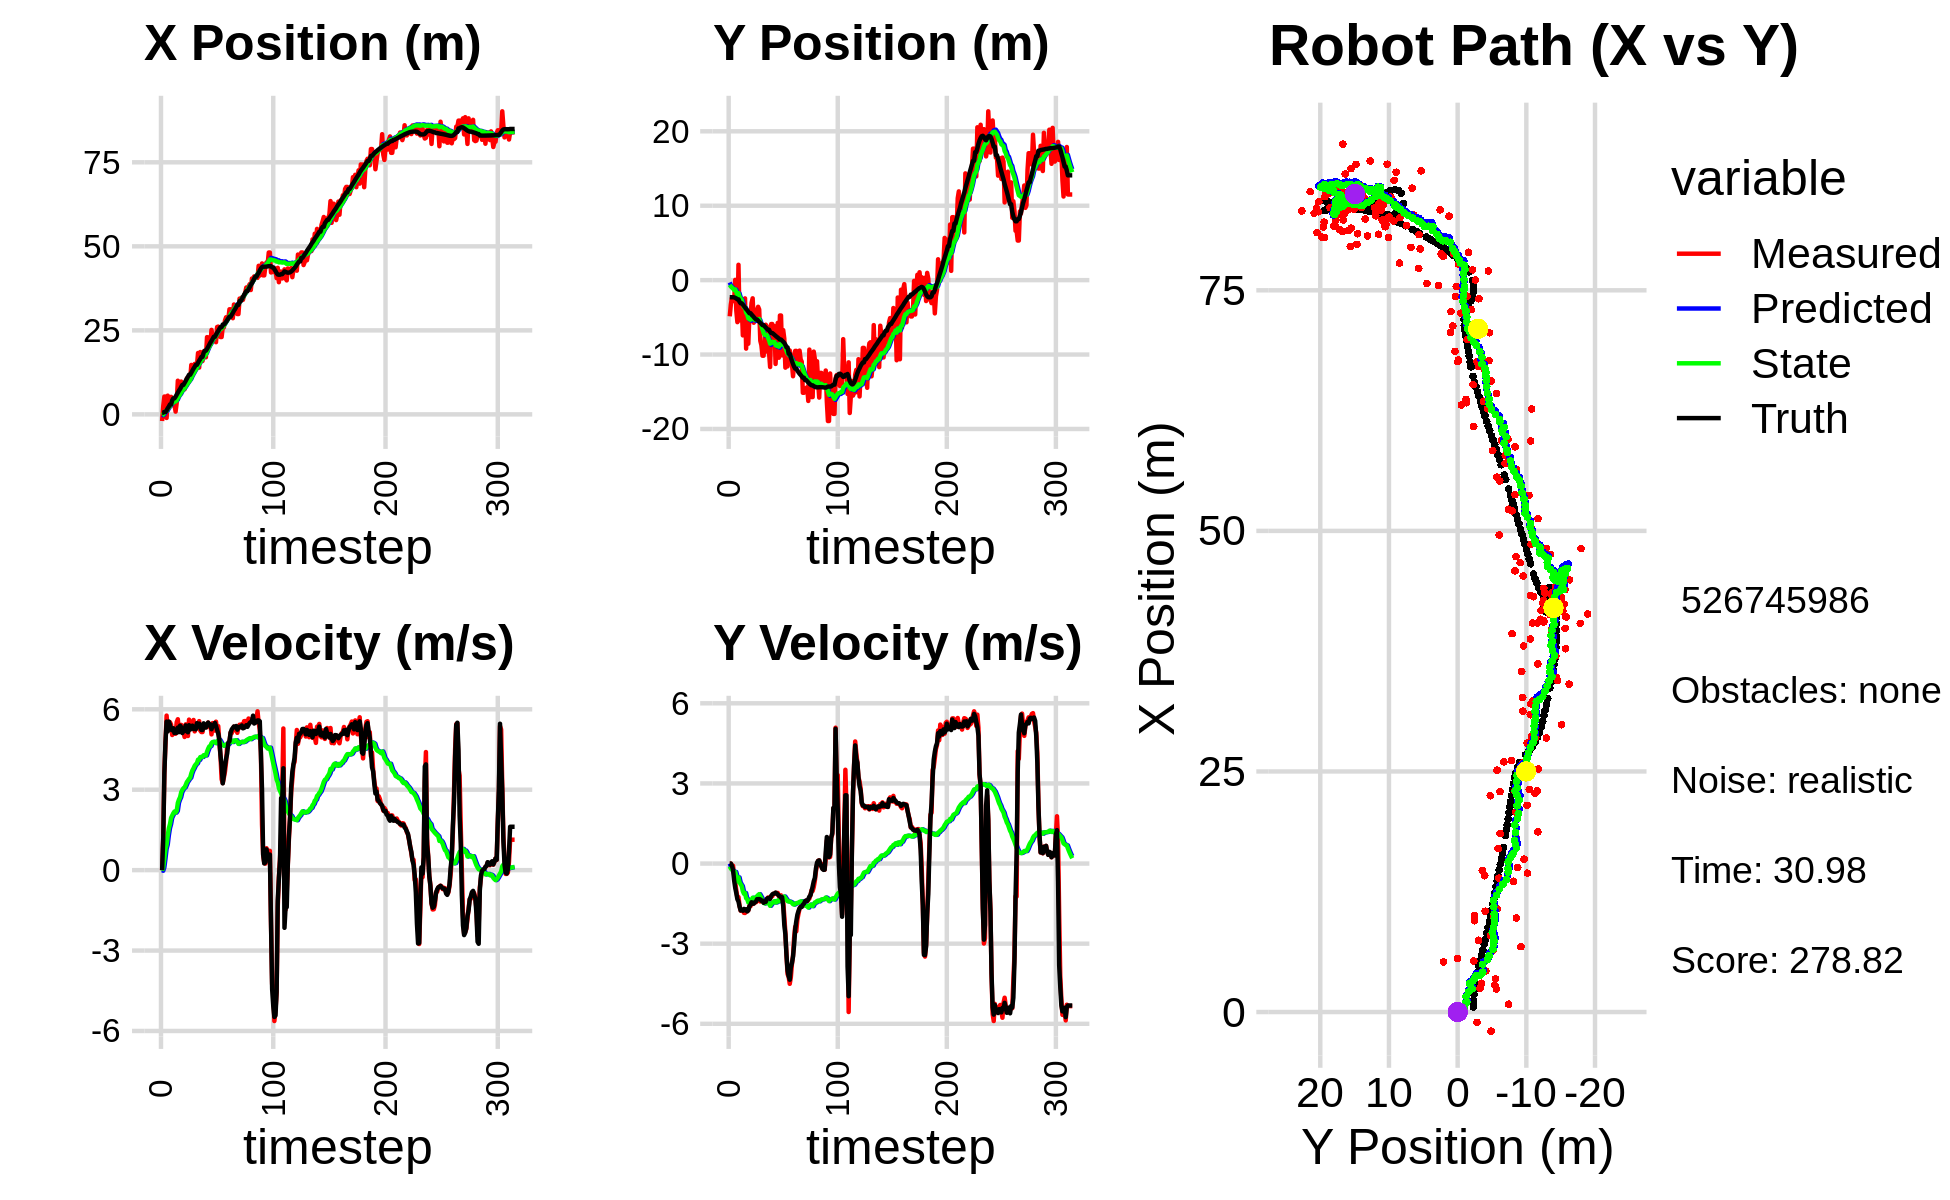 X Position (m)
75
50
25
0
0
100
200
300
timestep
Y Position (m)
20
10
0
-10
-20
0
100
200
300
timestep
X Velocity (m/s)
6
3
0
-3
-6
0
100
200
300
timestep
Y Velocity (m/s)
6
3
0
-3
-6
0
100
200
300
timestep
Robot Path (X vs Y)
X Position (m)
75
50
25
0
20 10 0 -10 -20
Y Position (m)
variable
Measured
Predicted
State
Truth
526745986
Obstacles: none
Noise: realistic
Time: 30.98
Score: 278.82